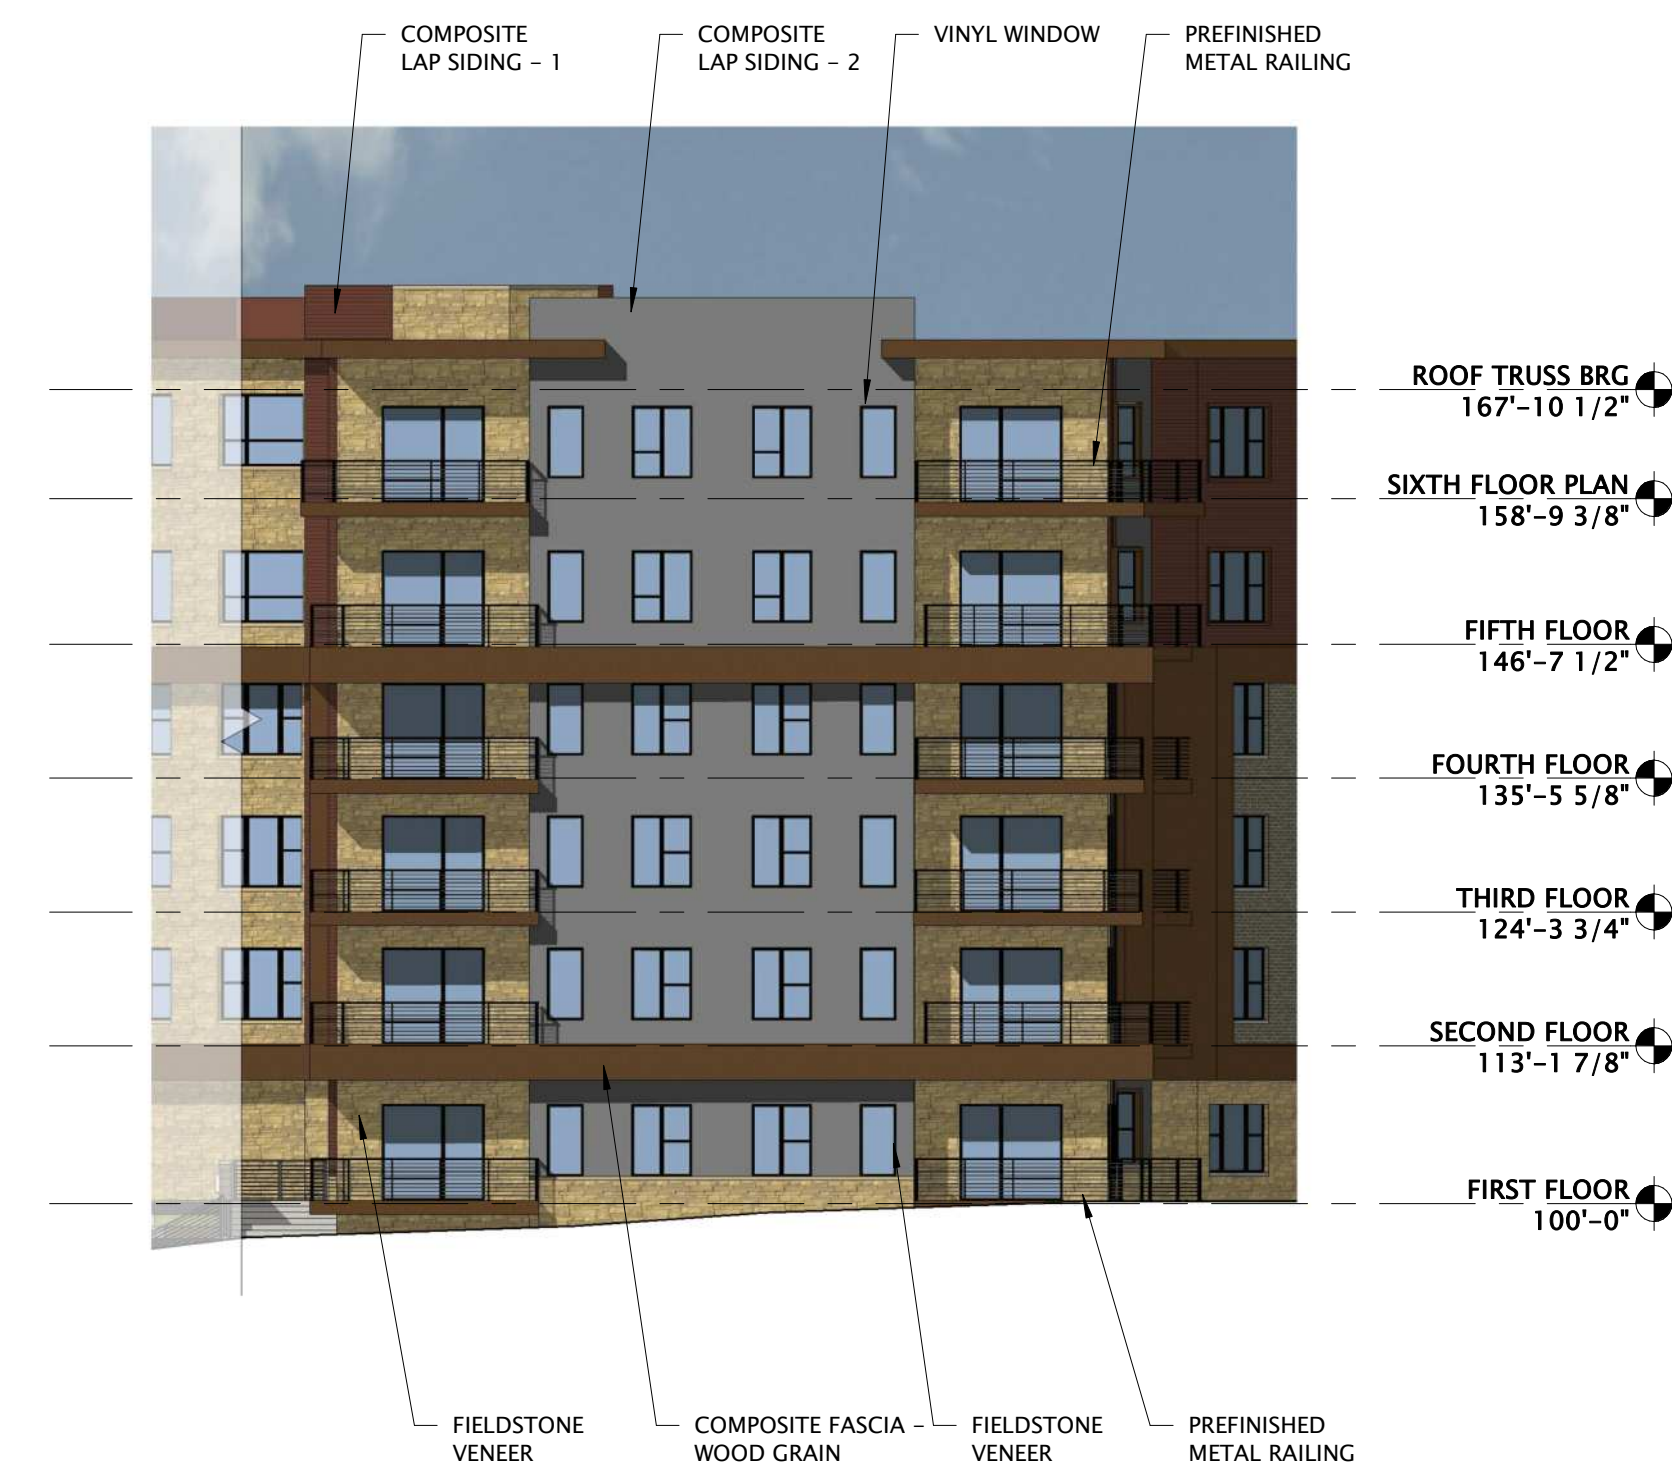 COMPOSITE
LAP SIDING - 1
COMPOSITE
LAP SIDING - 2
VINYL WINDOW
PREFINISHED
METAL RAILING
ROOF TRUSS BRG
167'-10 1/2"
SIXTH FLOOR PLAN
158'-9 3/8"
FIFTH FLOOR
146'-7 1/2"
FOURTH FLOOR
135'-5 5/8"
THIRD FLOOR
124'-3 3/4"
SECOND FLOOR
113'-1 7/8"
FIRST FLOOR
100'-0"
FIELDSTONE
VENEER
COMPOSITE FASCIA -
WOOD GRAIN
FIELDSTONE
VENEER
PREFINISHED
METAL RAILING